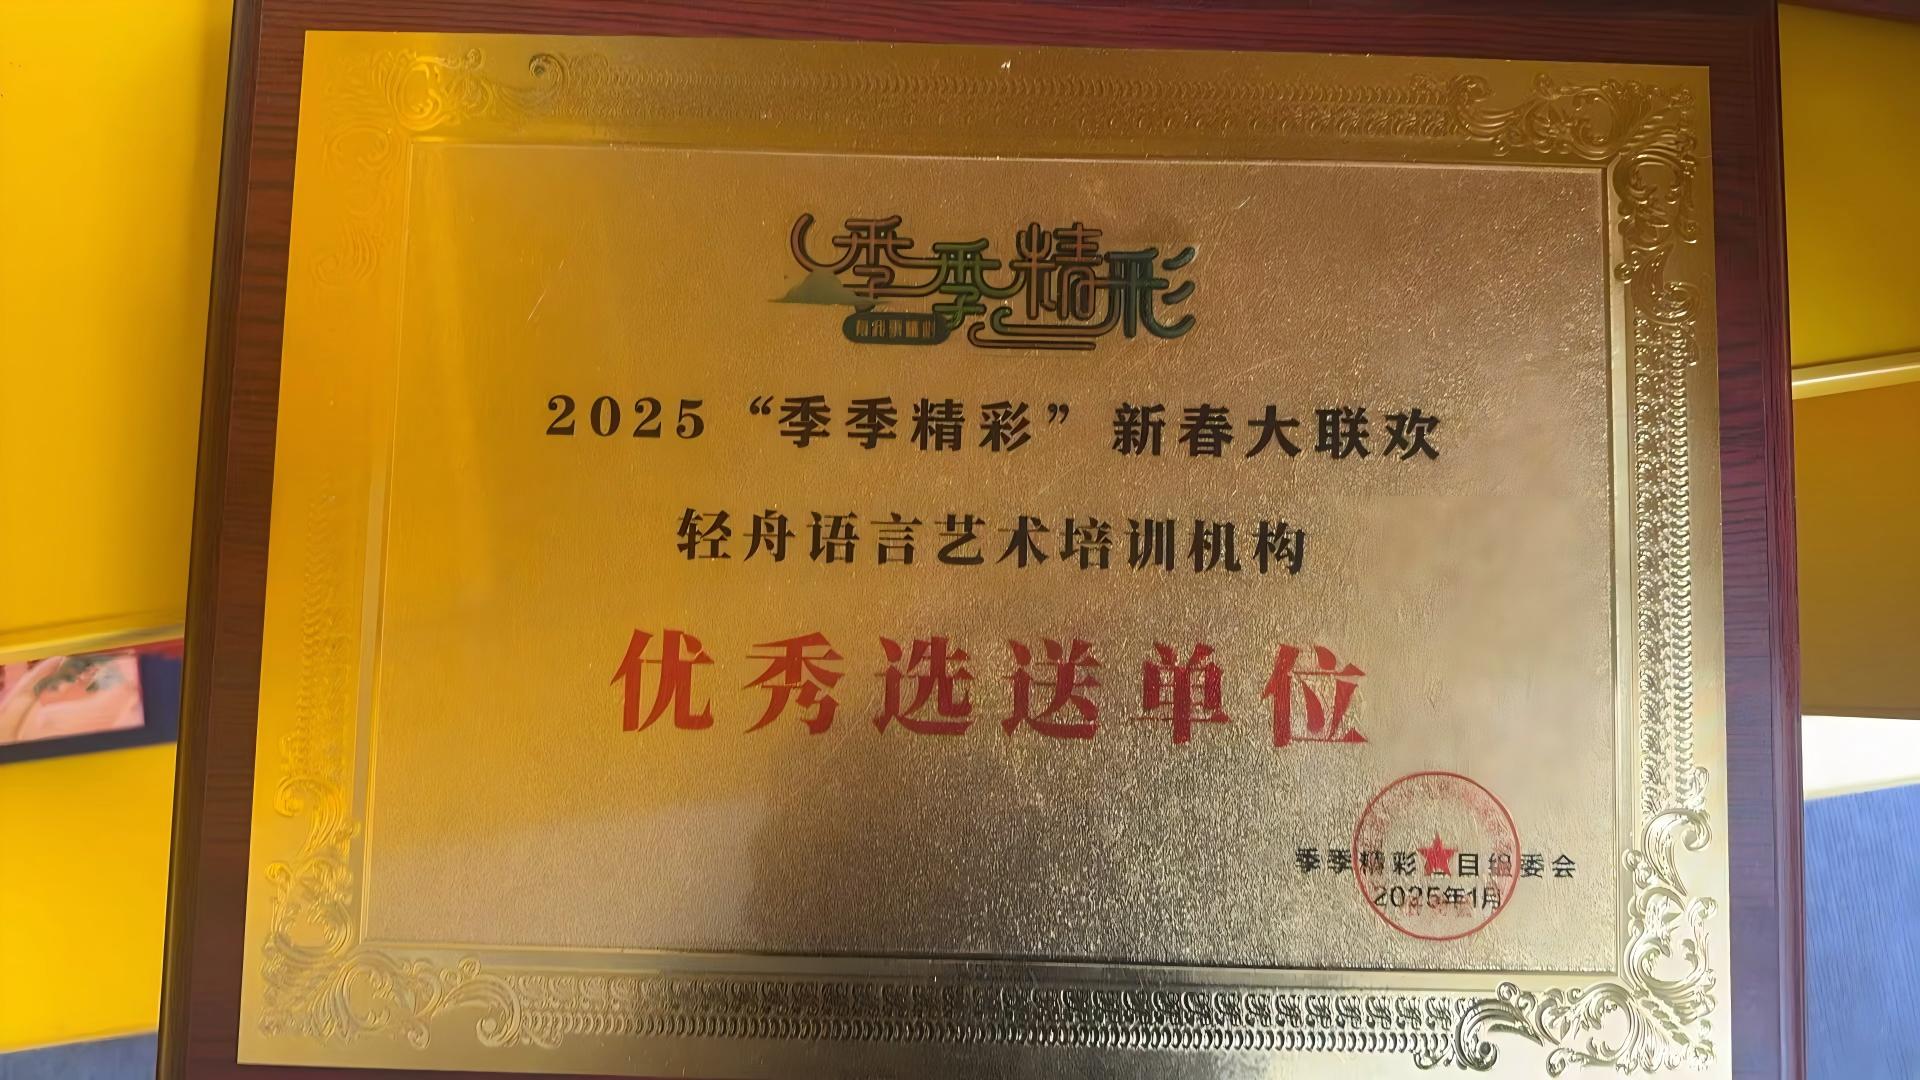 季季精彩
2025“季季精彩”新春大联欢
轻舟语言艺术培训机构
优秀选送单位
季季精彩 目组委会
2025年1月